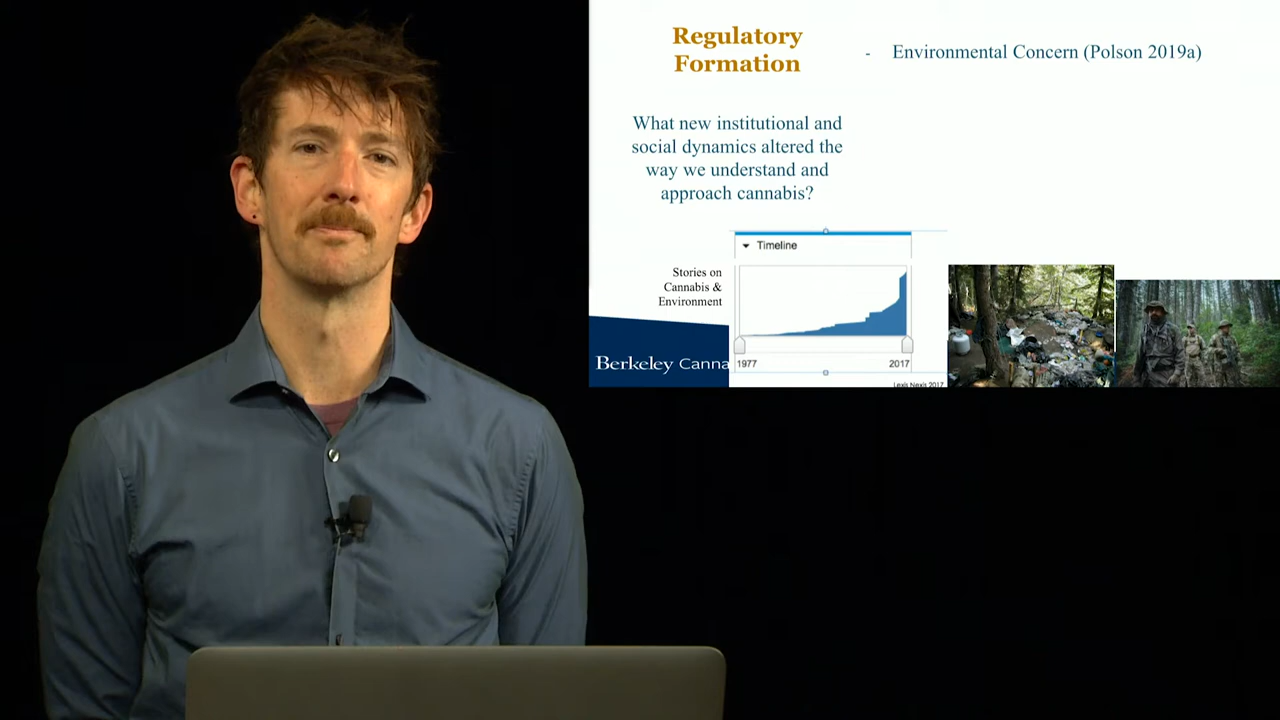 Regulatory
Formation
- Environmental Concern (Polson 2019a)
What new institutional and
social dynamics altered the
way we understand and
approach cannabis?
Timeline
Stories on
Cannabis &
Environment
1977
2017
Berkeley Canna
Lexis Nexis 2017